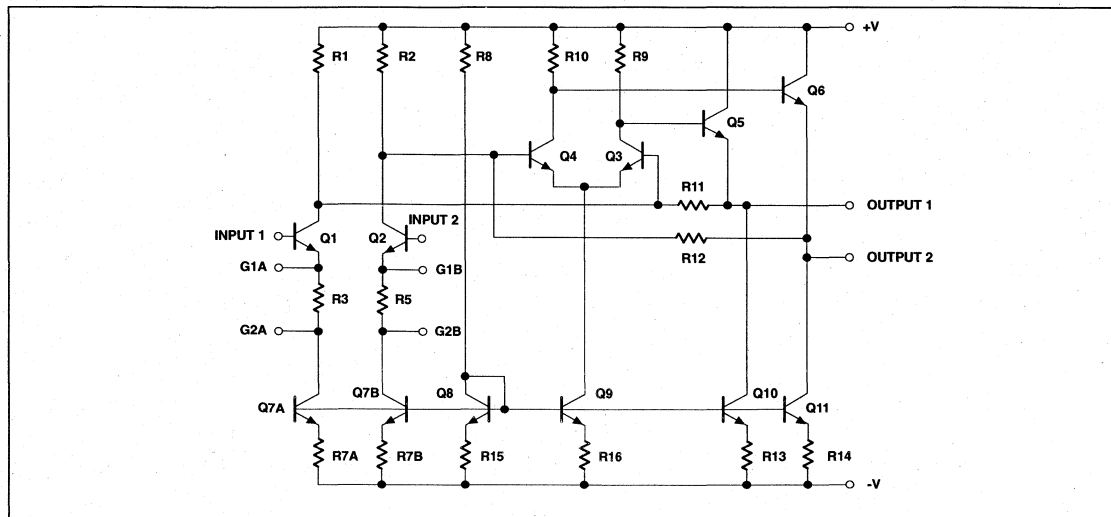 +V
R1
R2
R8
R10
R9
Q6
Q5
Q4
Q3
R11
OUTPUT 1
INPUT 1
Q1
Q2
INPUT 2
R12
OUTPUT 2
G1A
G1B
R3
R5
G2A
G2B
Q7A
Q7B
Q8
Q9
Q10
Q11
R7A
R7B
R15
R16
R13
R14
-V